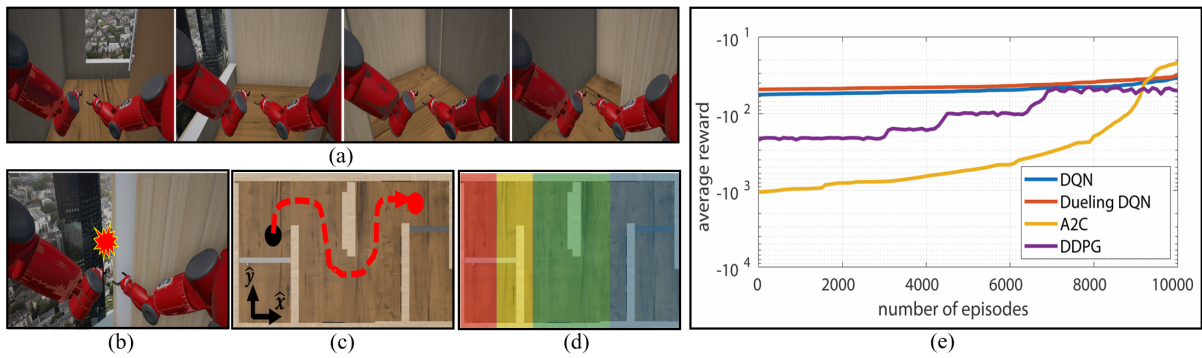 (a)
(b)
(c)
ŷ
x̂
(d)
-10 1
-10 2
-10 3
-10 4
average reward
0
2000
4000
6000
8000
10000
number of episodes
DQN
Dueling DQN
A2C
DDPG
(e)